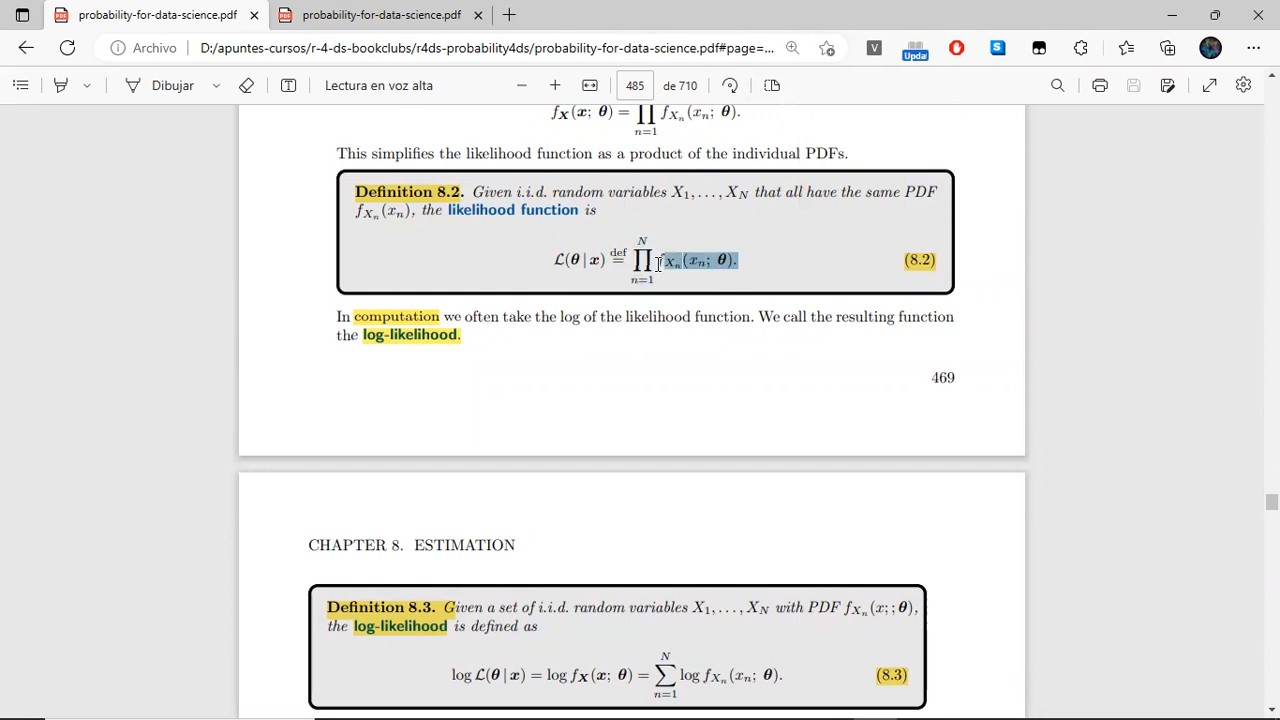 probability-for-data-science.pdf
probability-for-data-science.pdf
Archivo | D:/apuntes-cursos/r-4-ds-bookclubs/r4ds-probability4ds/probability-for-data-science.pdf#page=...
V
Upda
S
Dibujar
Lectura en voz alta
485 de 710
f_X(x; θ) = ∏ f_{X_n}(x_n; θ).
n=1
This simplifies the likelihood function as a product of the individual PDFs.
Definition 8.2. Given i.i.d. random variables X_1, . . . , X_N that all have the same PDF
f_{X_n}(x_n), the likelihood function is
N
ℒ(θ | x) def= ∏ f_{X_n}(x_n; θ). (8.2)
n=1
In computation we often take the log of the likelihood function. We call the resulting function
the log-likelihood.
469
CHAPTER 8. ESTIMATION
Definition 8.3. Given a set of i.i.d. random variables X_1, . . . , X_N with PDF f_{X_n}(x; ; θ),
the log-likelihood is defined as
N
log ℒ(θ | x) = log f_X(x; θ) = ∑ log f_{X_n}(x_n; θ). (8.3)
n=1